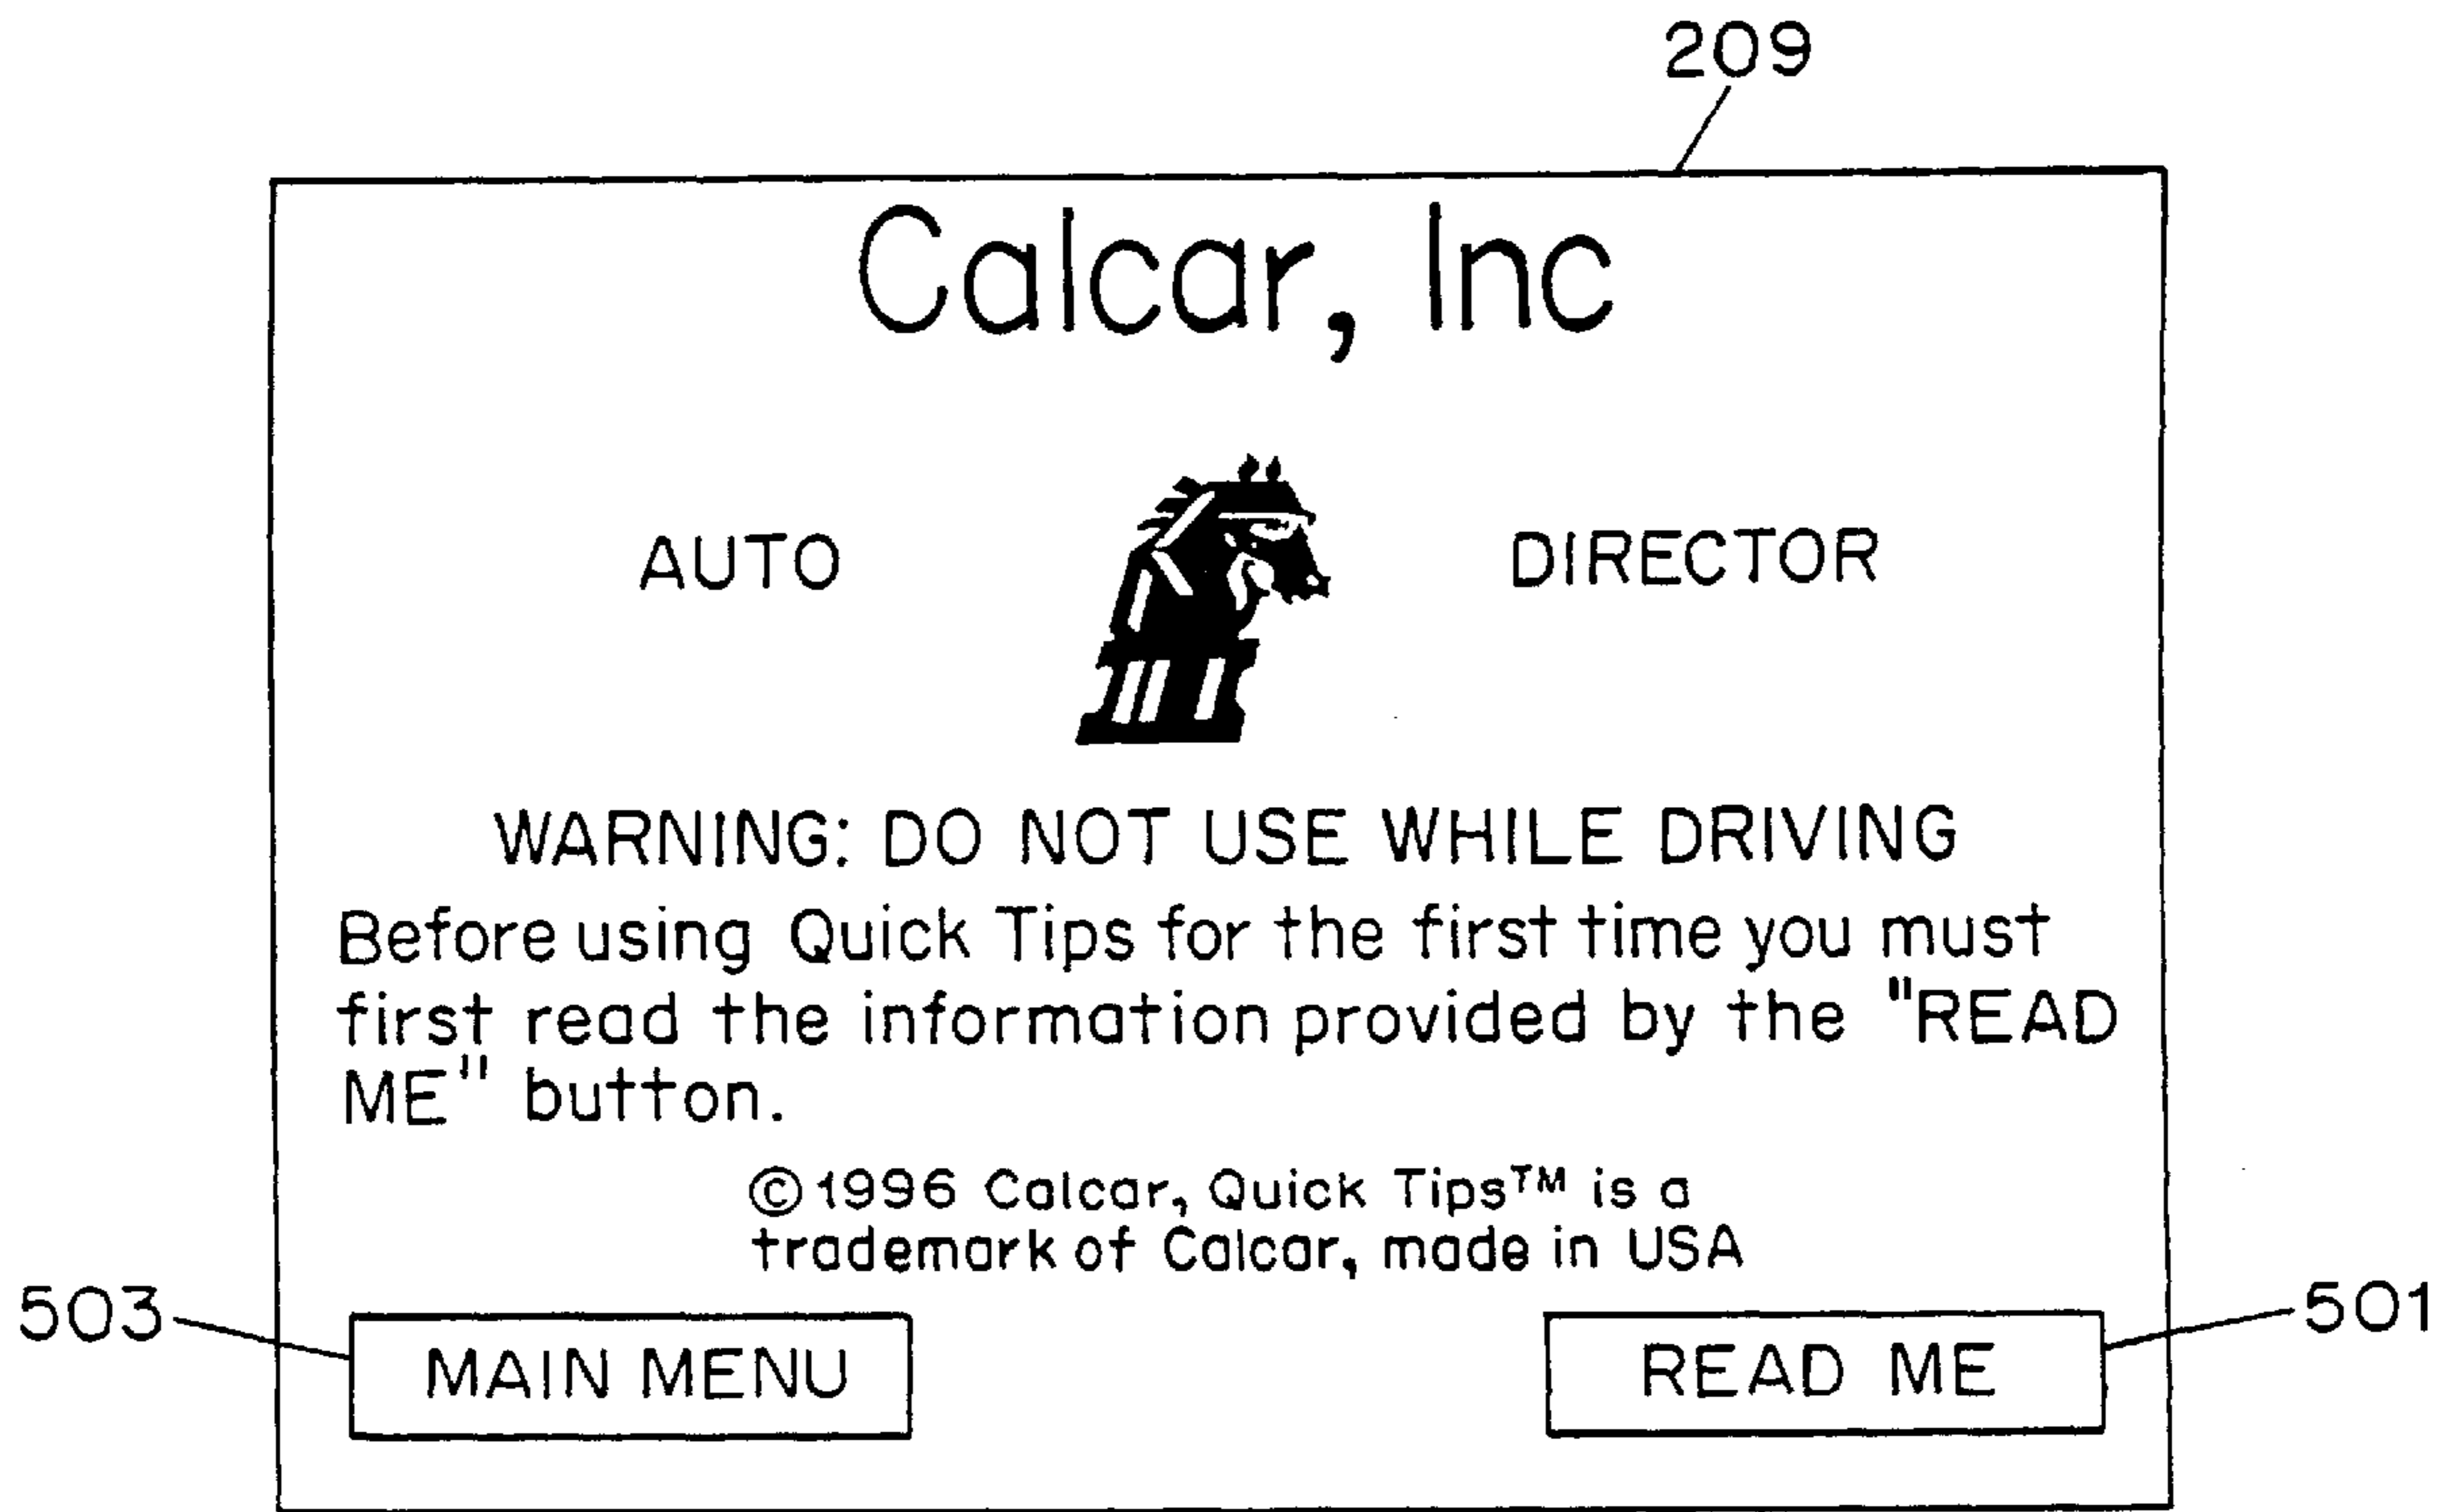 209
Calcar, Inc
AUTO DIRECTOR
WARNING: DO NOT USE WHILE DRIVING
Before using Quick Tips for the first time you must
first read the information provided by the "READ
ME" button.
©1996 Calcar, Quick Tips™ is a
trademark of Calcar, made in USA
503 MAIN MENU READ ME 501